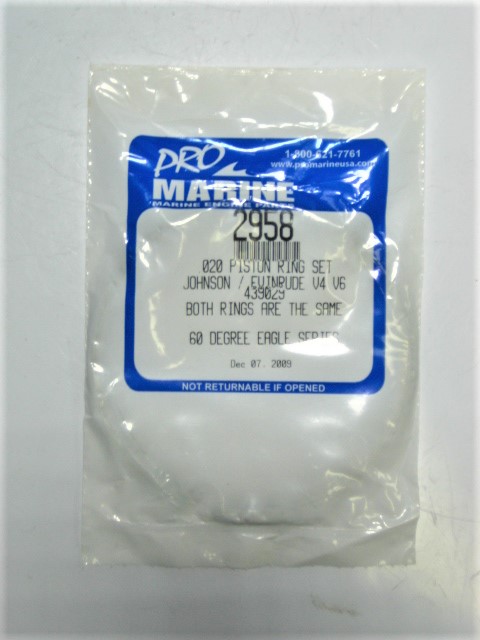 PRO
MARINE
MARINE ENGINE PARTS
1-800-621-7761
www.promarineusa.com
2958
020 PISTON RING SET
JOHNSON / EVINRUDE V4 V6
439029
BOTH RINGS ARE THE SAME
60 DEGREE EAGLE SERIES
Dec 07, 2009
NOT RETURNABLE IF OPENED